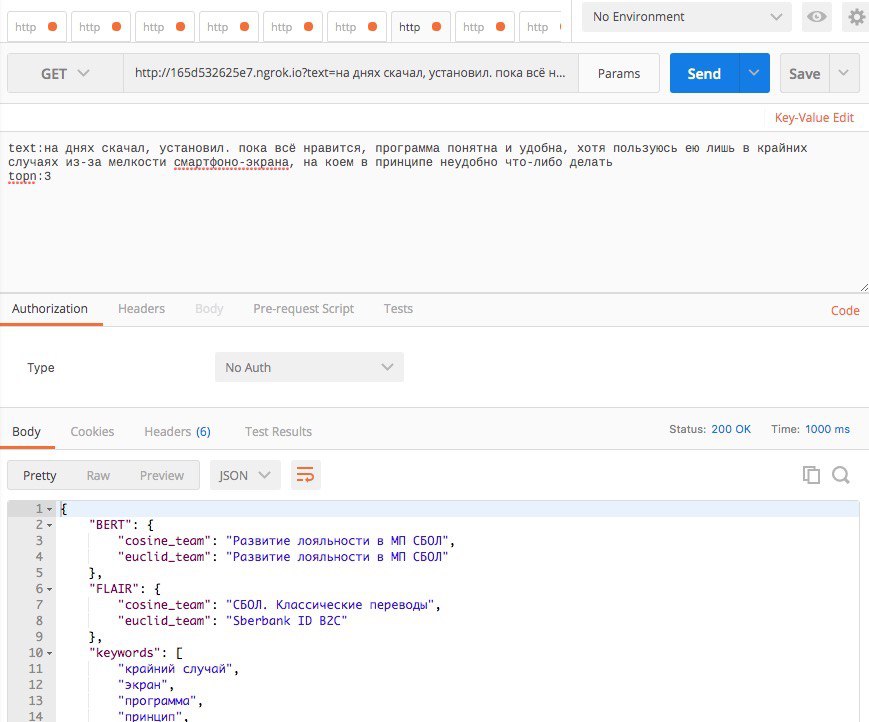 http http http http http http http http http
No Environment
GET http://165d532625e7.ngrok.io?text=на днях скачал, установил. пока всё н... Params Send Save
Key-Value Edit
text:на днях скачал, установил. пока всё нравится, программа понятна и удобна, хотя пользуюсь ею лишь в крайних
случаях из-за мелкости смартфоно-экрана, на коем в принципе неудобно что-либо делать
topn:3
Authorization Headers Body Pre-request Script Tests Code
Type No Auth
Body Cookies Headers (6) Test Results Status: 200 OK Time: 1000 ms
Pretty Raw Preview JSON
1 {
2 "BERT": {
3 "cosine_team": "Развитие лояльности в МП СБОЛ",
4 "euclid_team": "Развитие лояльности в МП СБОЛ"
5 },
6 "FLAIR": {
7 "cosine_team": "СБОЛ. Классические переводы",
8 "euclid_team": "Sberbank ID B2C"
9 },
10 "keywords": [
11 "крайний случай",
12 "экран",
13 "программа",
14 "принцип",